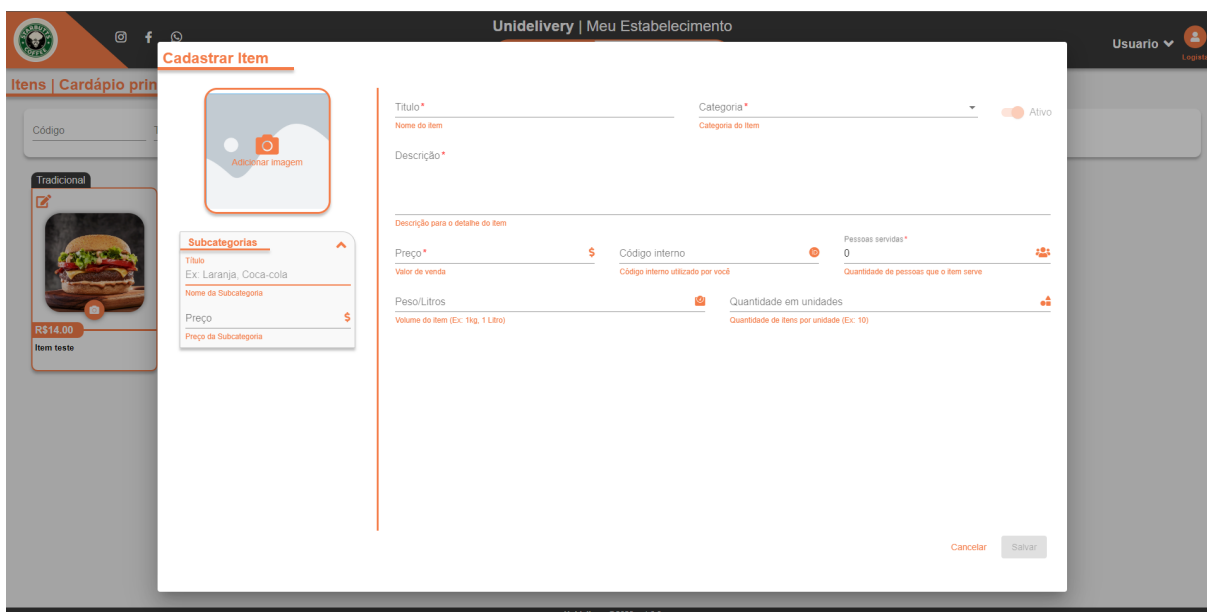 Unidelivery | Meu Estabelecimento
Usuario
Logista
Itens | Cardápio prin
Código
Tradicional
R$14.00
Item teste
Cadastrar Item
Adicionar imagem
Subcategorias
Título
Ex: Laranja, Coca-cola
Nome da Subcategoria
Preço
Preço da Subcategoria
Titulo*
Nome do item
Categoria*
Categoria do Item
Ativo
Descrição*
Descrição para o detalhe do item
Preço*
Valor de venda
Código interno
Código interno utilizado por você
Pessoas servidas*
0
Quantidade de pessoas que o item serve
Peso/Litros
Volume do item (Ex: 1kg, 1 Litro)
Quantidade em unidades
Quantidade de itens por unidade (Ex: 10)
Cancelar
Salvar